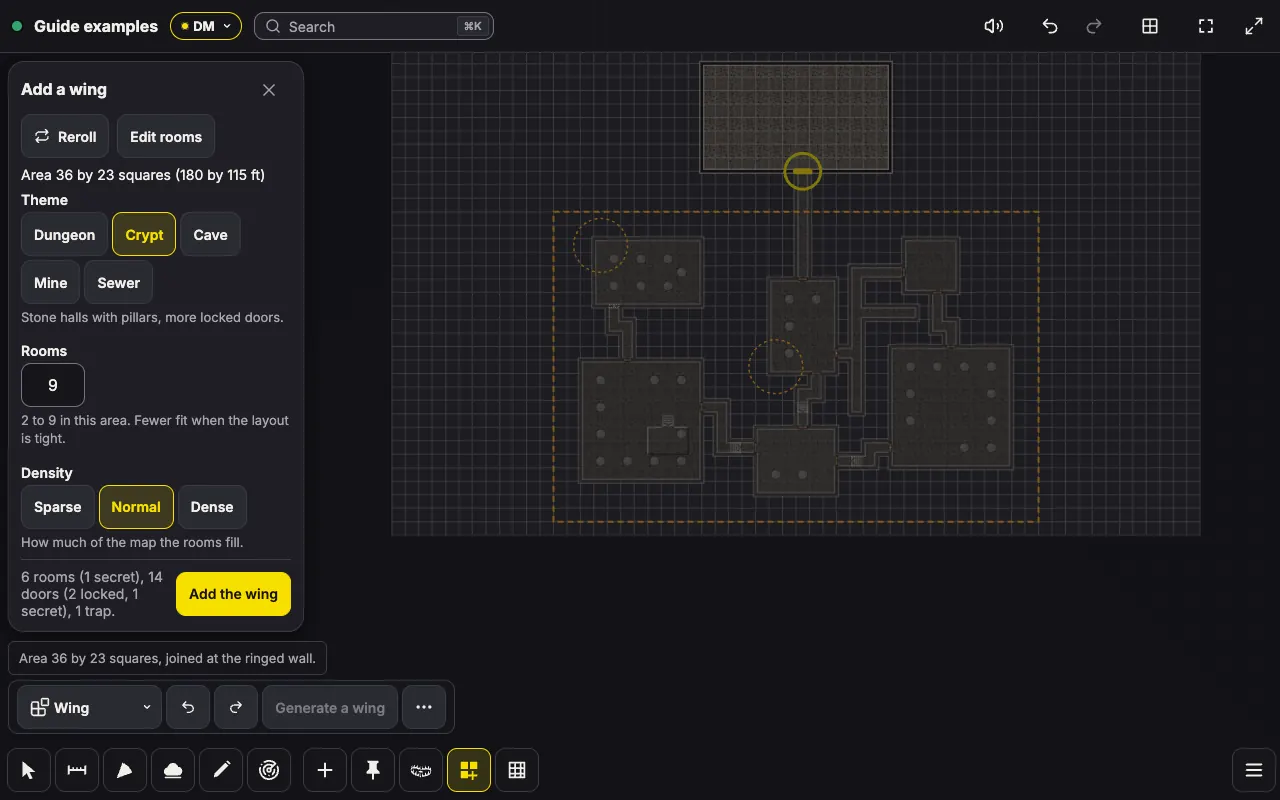 Guide examples
DM
Search
⌘K
Add a wing
Reroll
Edit rooms
Area 36 by 23 squares (180 by 115 ft)
Theme
Dungeon
Crypt
Cave
Mine
Sewer
Stone halls with pillars, more locked doors.
Rooms
9
2 to 9 in this area. Fewer fit when the layout
is tight.
Density
Sparse
Normal
Dense
How much of the map the rooms fill.
6 rooms (1 secret), 14
doors (2 locked, 1
secret), 1 trap.
Add the wing
Area 36 by 23 squares, joined at the ringed wall.
Wing
Generate a wing